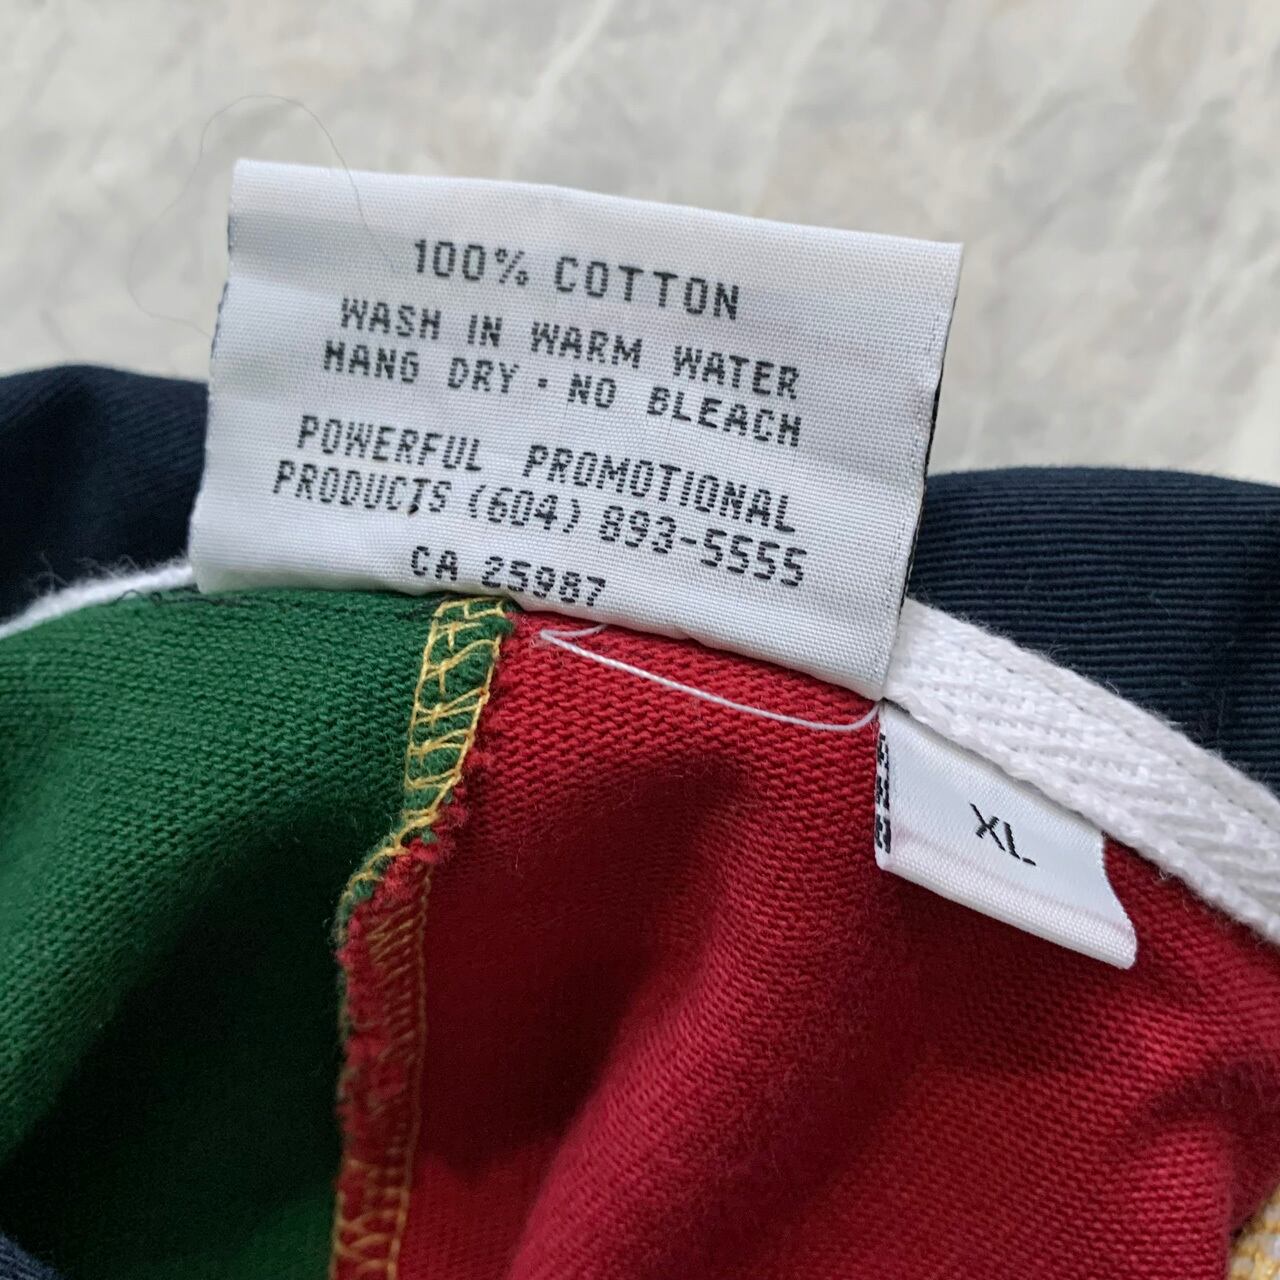 100% COTTON
WASH IN WARM WATER
HANG DRY · NO BLEACH
POWERFUL PROMOTIONAL
PRODUCTS (604) 893-5555
CA 25987
XL